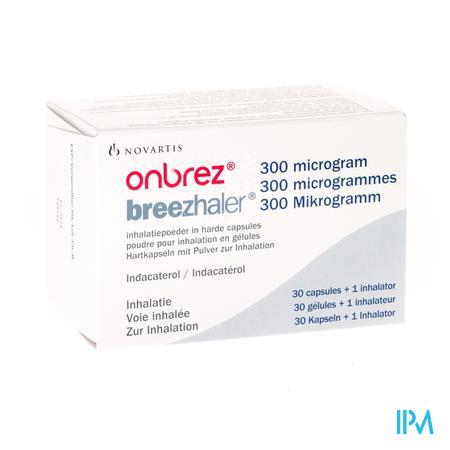 NOVARTIS
onbrez®
breezhaler®
300 microgram
300 microgrammes
300 Mikrogramm
inhalatiepoeder in harde capsules
poudre pour inhalation en gélules
Hartkapseln mit Pulver zur Inhalation
Indacaterol / Indacatérol
Inhalatie
Voie inhalée
Zur Inhalation
30 capsules + 1 inhalator
30 gélules + 1 inhalateur
30 Kapseln + 1 Inhalator
IPM